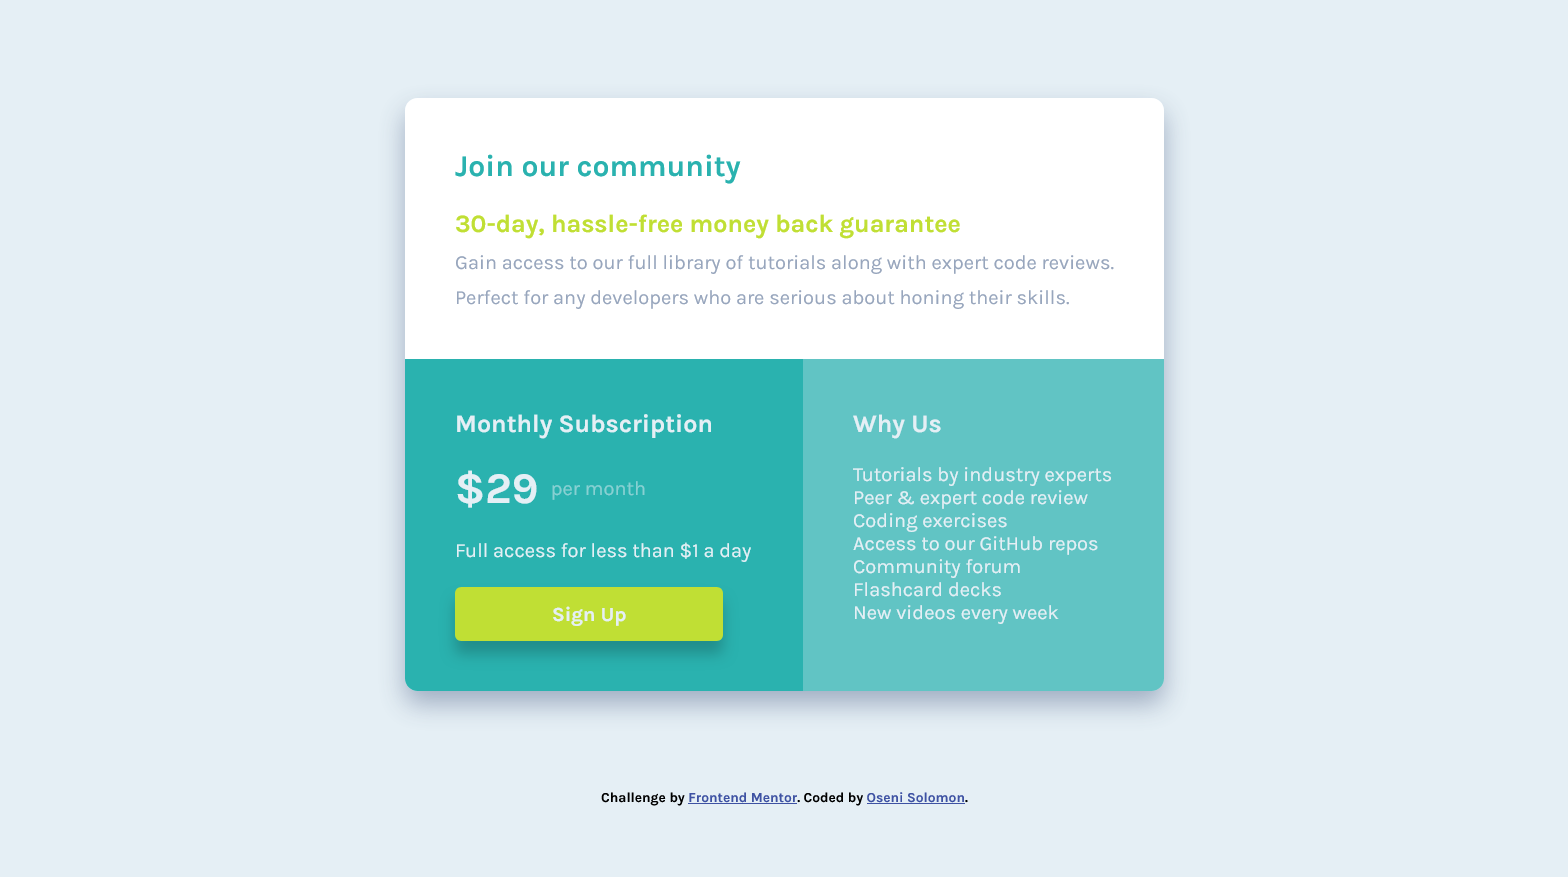 Join our community
30-day, hassle-free money back guarantee
Gain access to our full library of tutorials along with expert code reviews.
Perfect for any developers who are serious about honing their skills.
Monthly Subscription
$29 per month
Full access for less than $1 a day
Sign Up
Why Us
Tutorials by industry experts
Peer & expert code review
Coding exercises
Access to our GitHub repos
Community forum
Flashcard decks
New videos every week
Challenge by Frontend Mentor. Coded by Oseni Solomon.